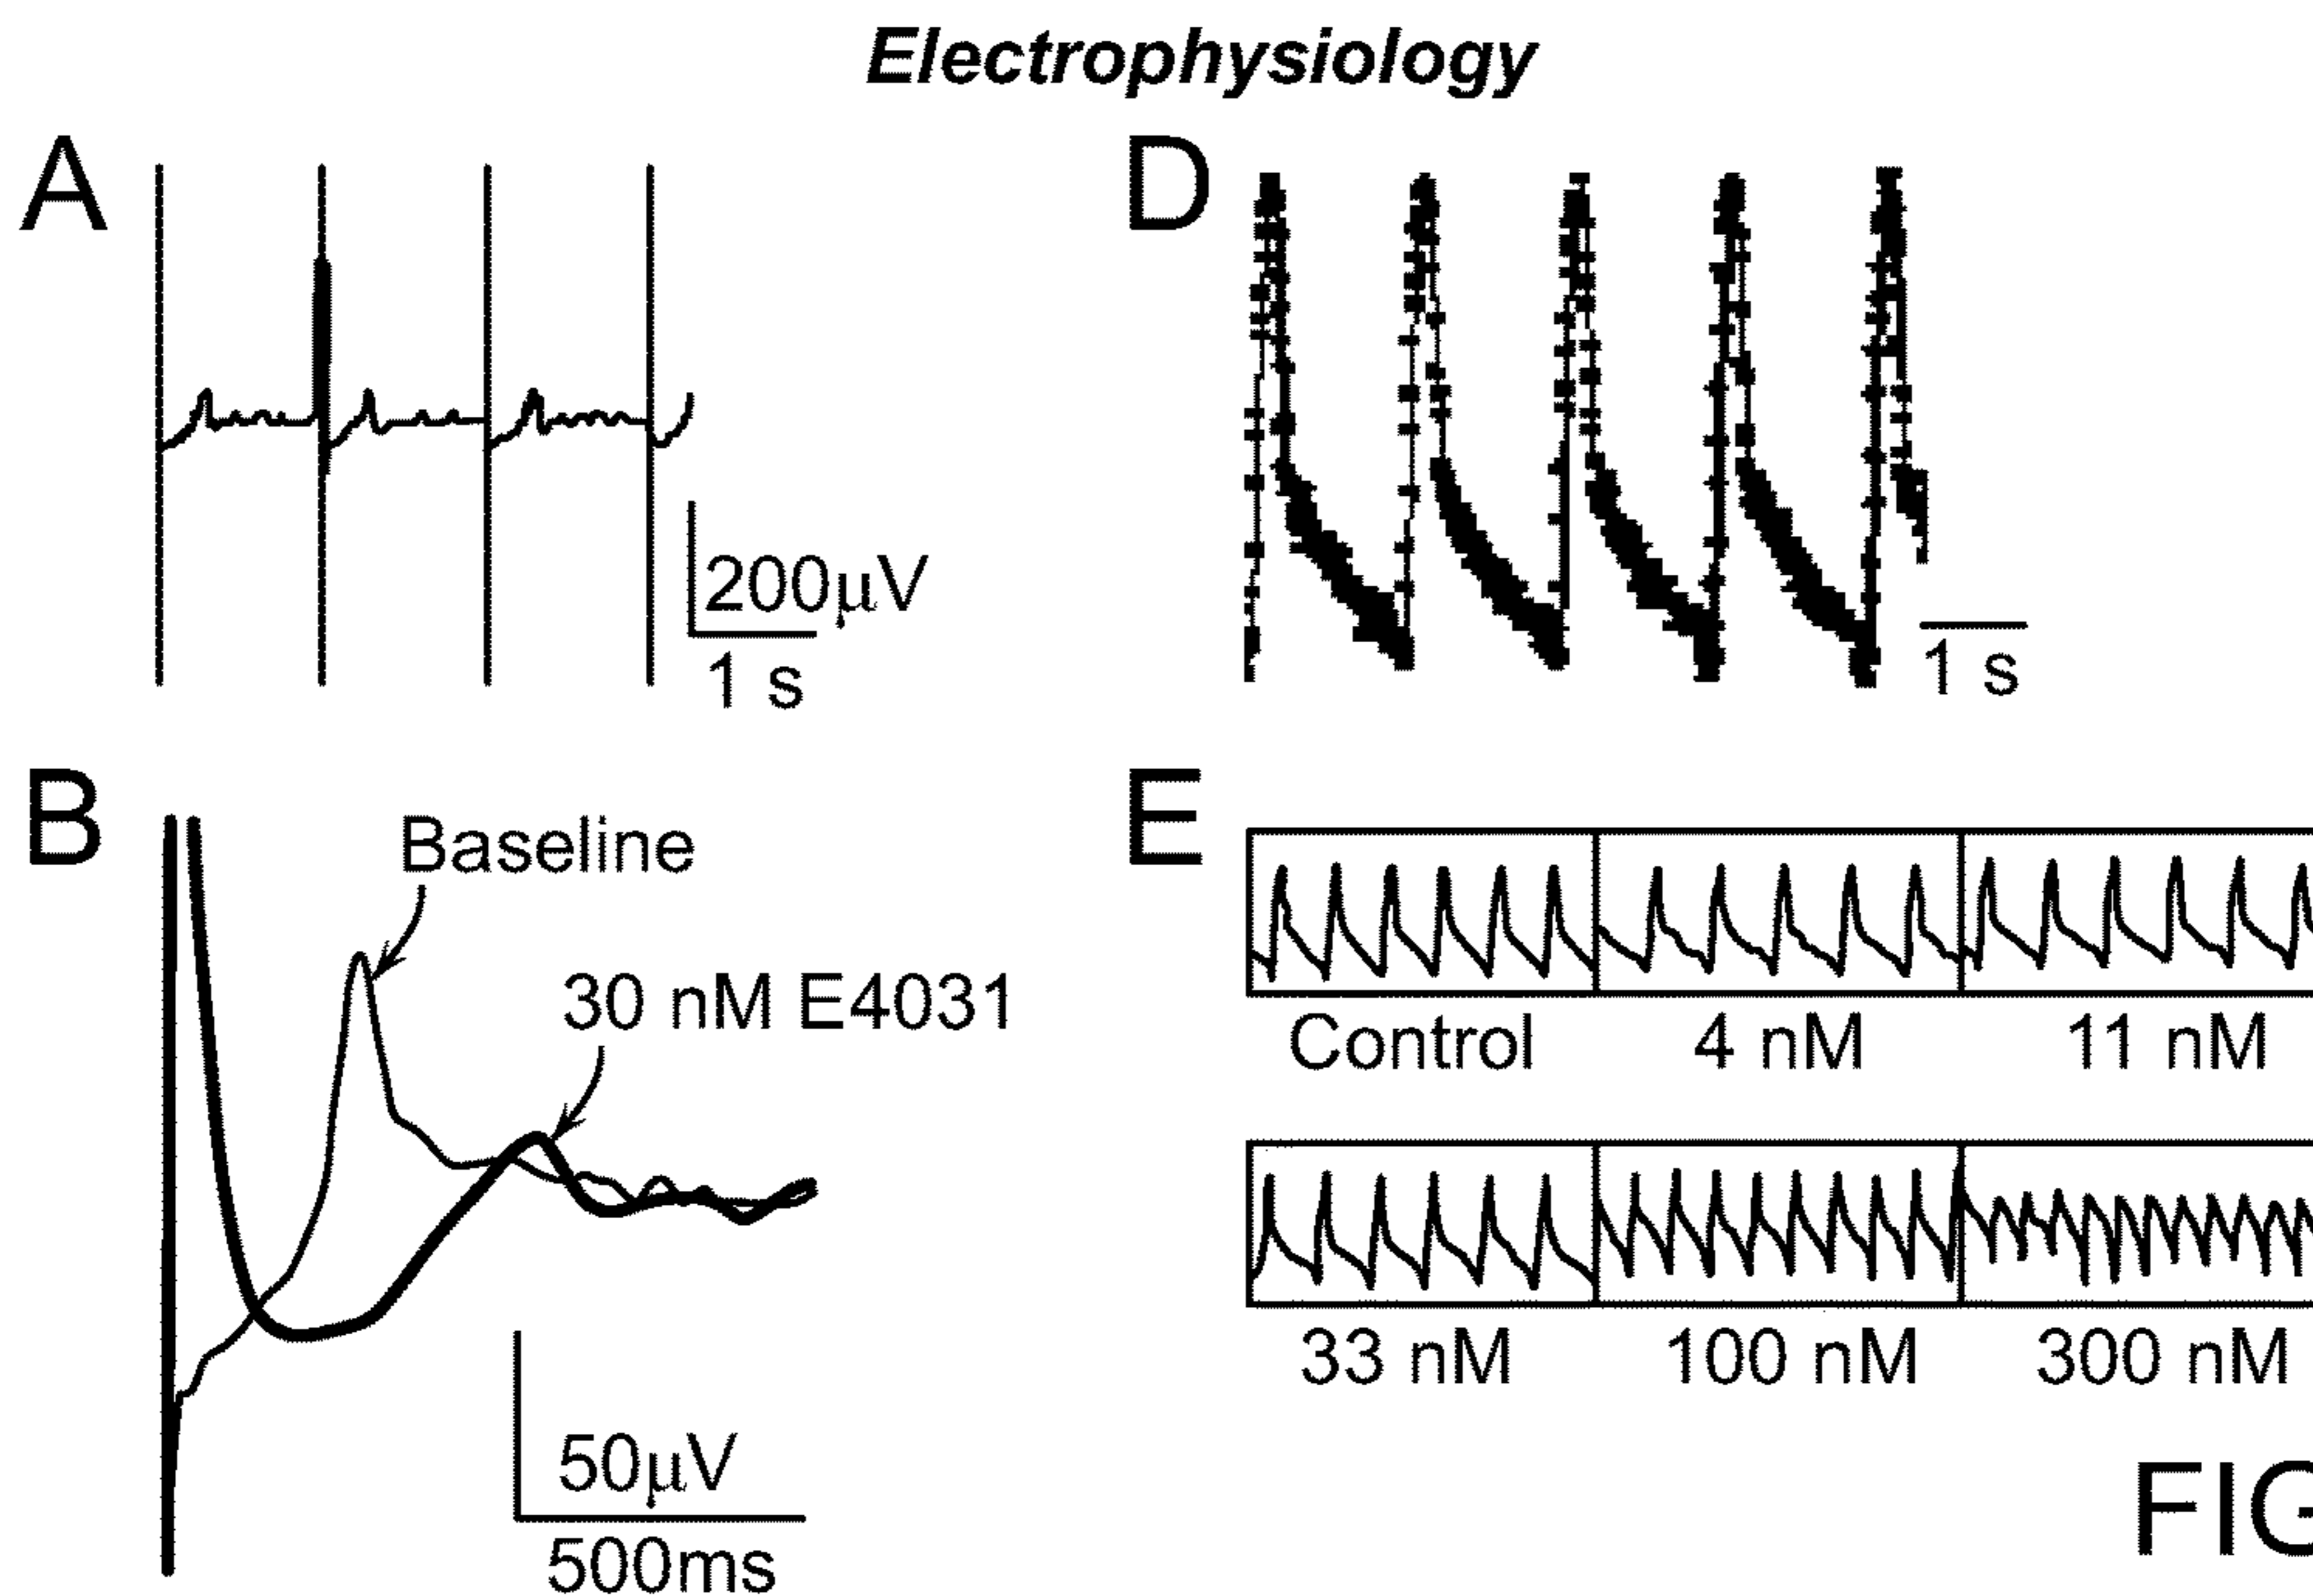 Electrophysiology
A
200μV
1 s
D
1 s
B
Baseline
30 nM E4031
50μV
500ms
E
Control 4 nM 11 nM
33 nM 100 nM 300 nM
FIG